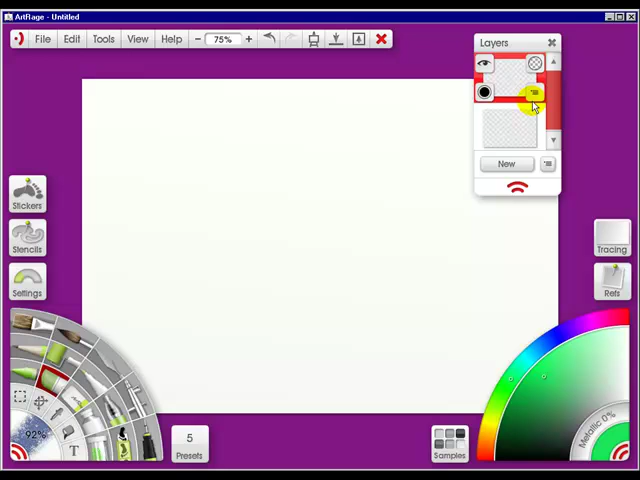 ArtRage - Untitled
File Edit Tools View Help 75%
Layers
New
Stickers
Stencils
Settings
Tracing
Refs
92%
T
5
Presets
Samples
Metallic 0%